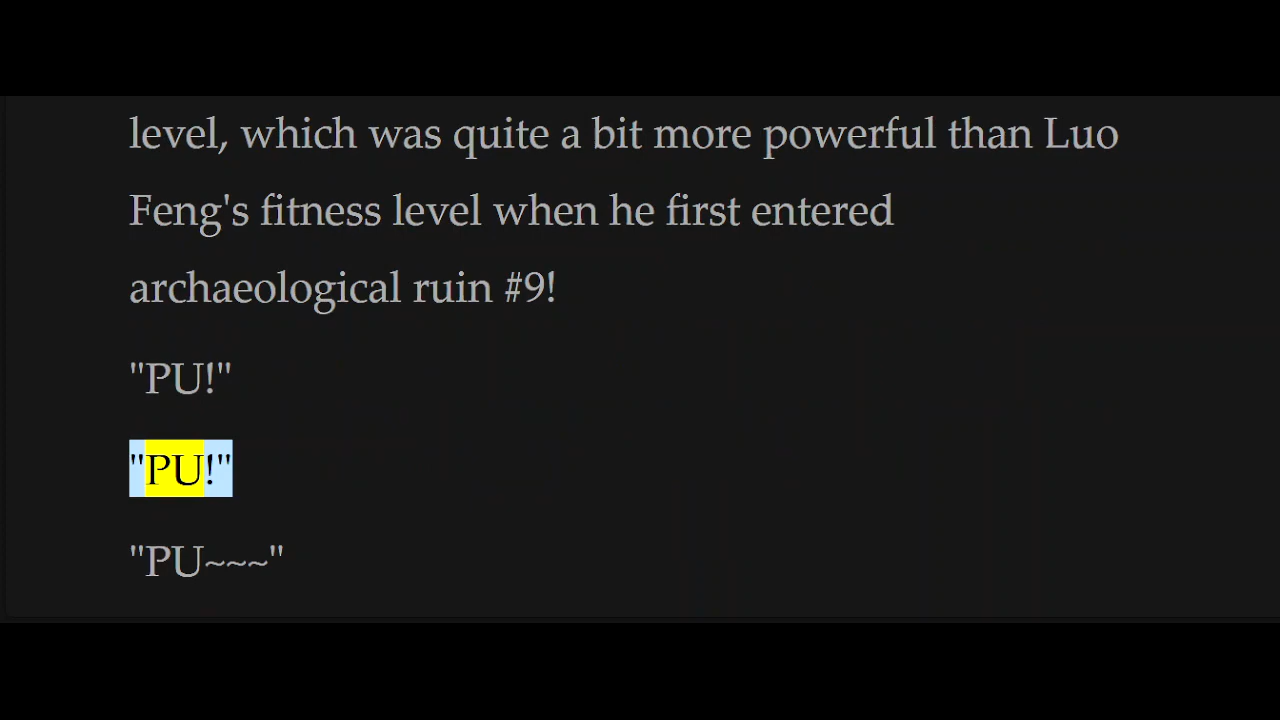 level, which was quite a bit more powerful than Luo
Feng's fitness level when he first entered
archaeological ruin #9!
"PU!"
"PU!"
"PU~~~"